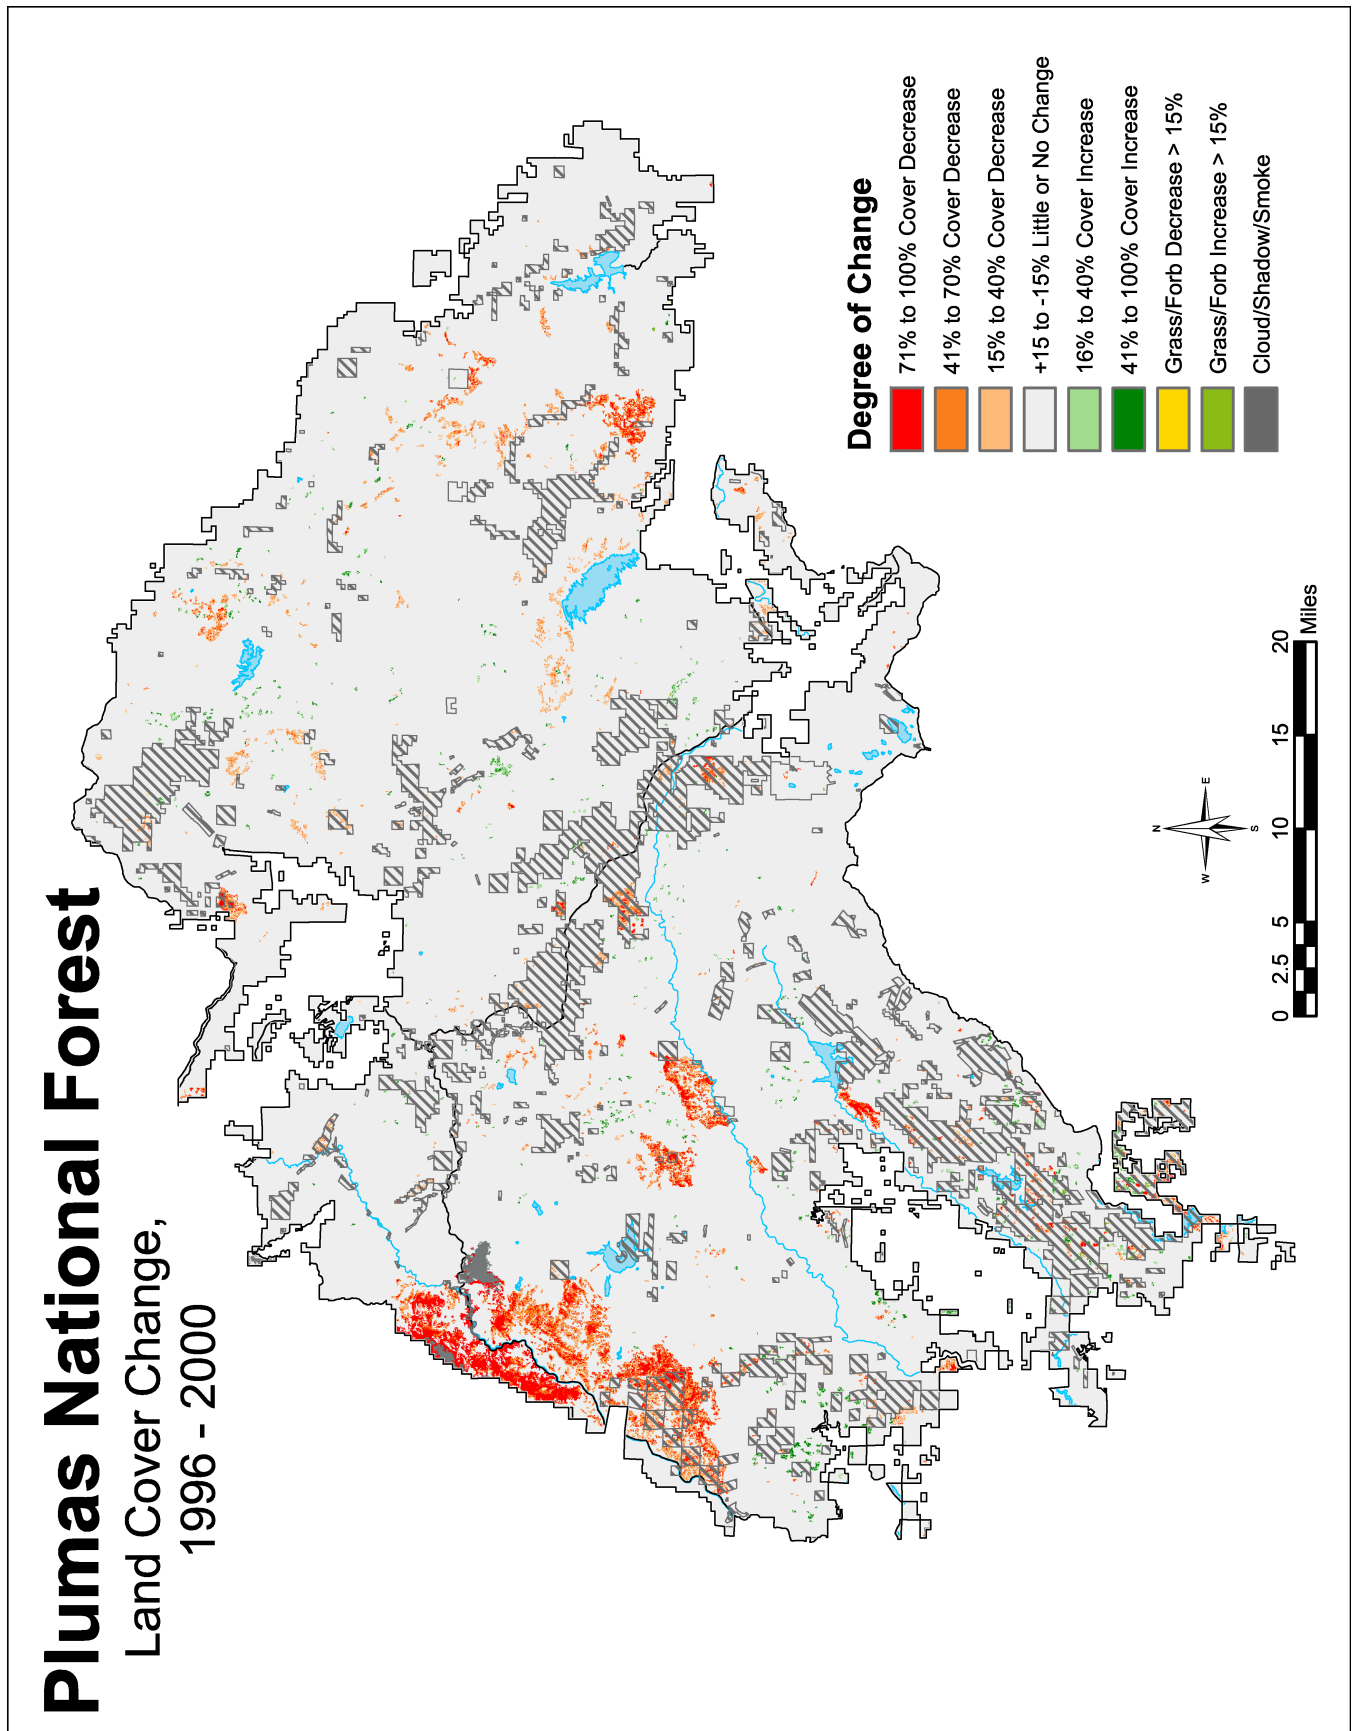 Plumas National Forest
Land Cover Change,
1996 - 2000
Degree of Change
71% to 100% Cover Decrease
41% to 70% Cover Decrease
15% to 40% Cover Decrease
+15 to -15% Little or No Change
16% to 40% Cover Increase
41% to 100% Cover Increase
Grass/Forb Decrease > 15%
Grass/Forb Increase > 15%
Cloud/Shadow/Smoke
N
W
E
S
0 2.5 5 10 15 20
Miles